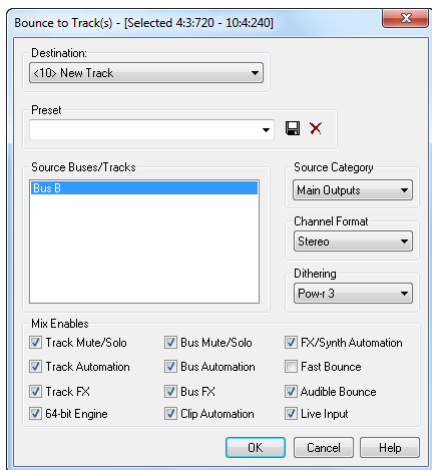 Bounce to Track(s) - [Selected 4:3:720 - 10:4:240]
Destination:
<10> New Track
Preset
Source Buses/Tracks
Bus B
Source Category
Main Outputs
Channel Format
Stereo
Dithering
Pow-r 3
Mix Enables
Track Mute/Solo
Bus Mute/Solo
FX/Synth Automation
Track Automation
Bus Automation
Fast Bounce
Track FX
Bus FX
Audible Bounce
64-bit Engine
Clip Automation
Live Input
OK
Cancel
Help